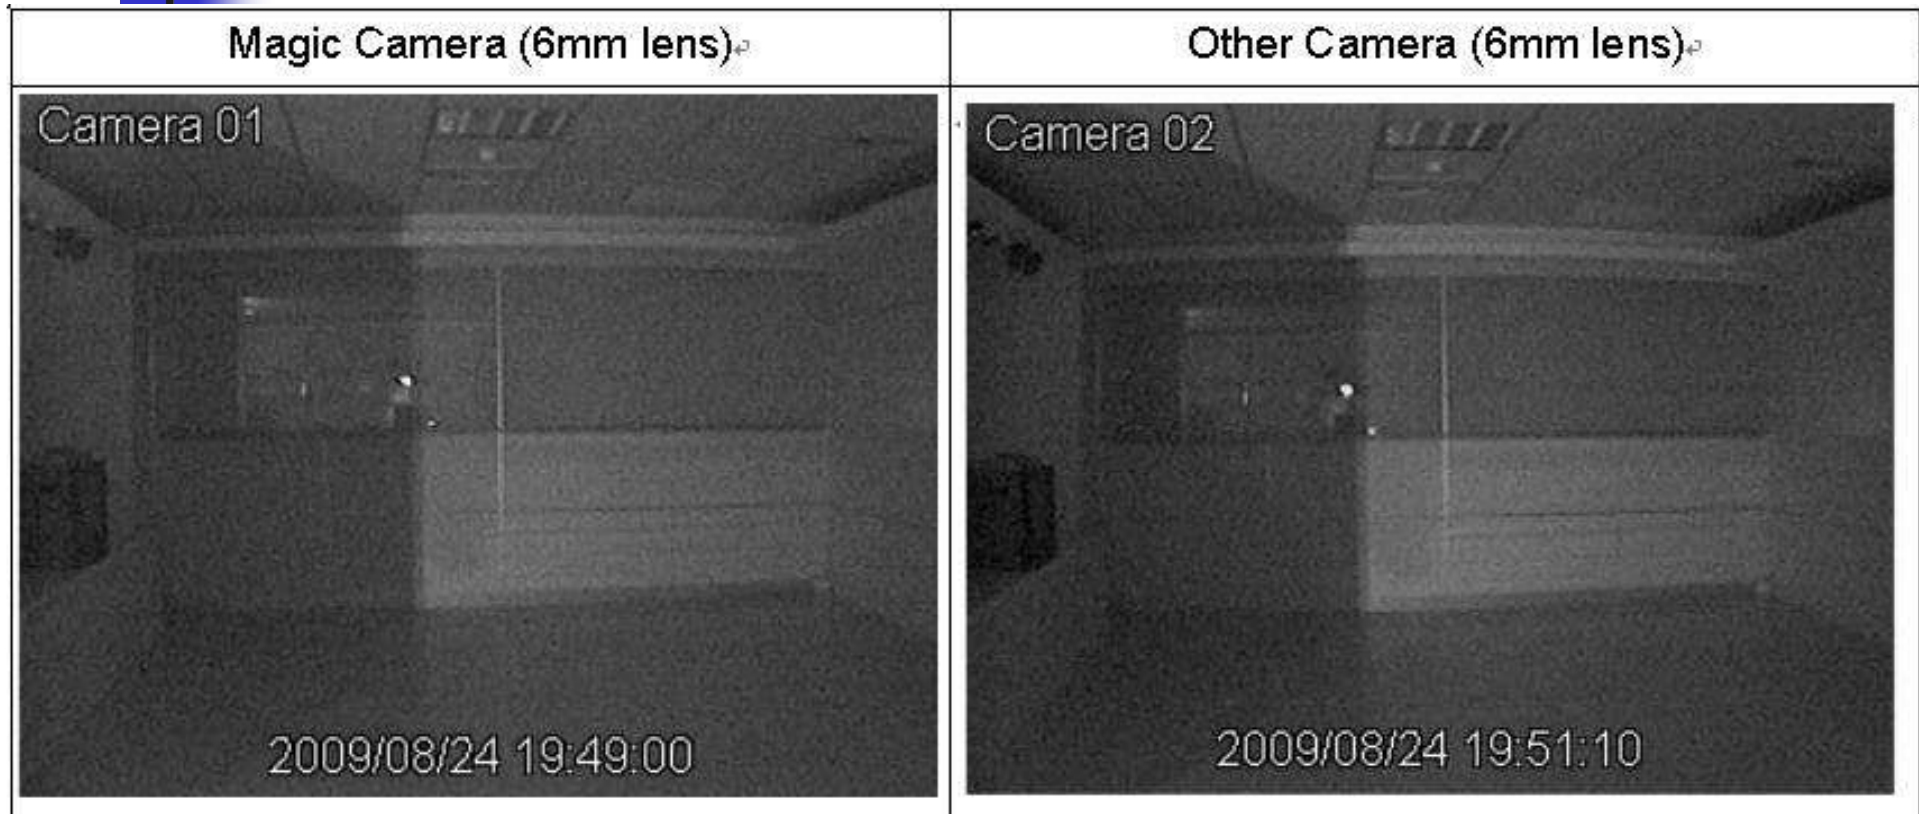 Magic Camera (6mm lens)
Other Camera (6mm lens)
Camera 01
Camera 02
2009/08/24 19:49:00
2009/08/24 19:51:10